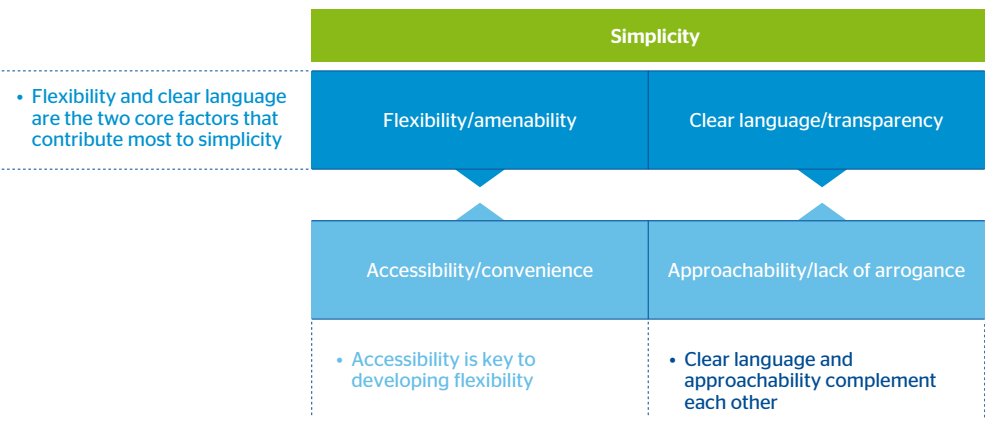 Simplicity
• Flexibility and clear language
are the two core factors that
contribute most to simplicity
Flexibility/amenability
Clear language/transparency
Accessibility/convenience
Approachability/lack of arrogance
• Accessibility is key to
developing flexibility
• Clear language and
approachability complement
each other